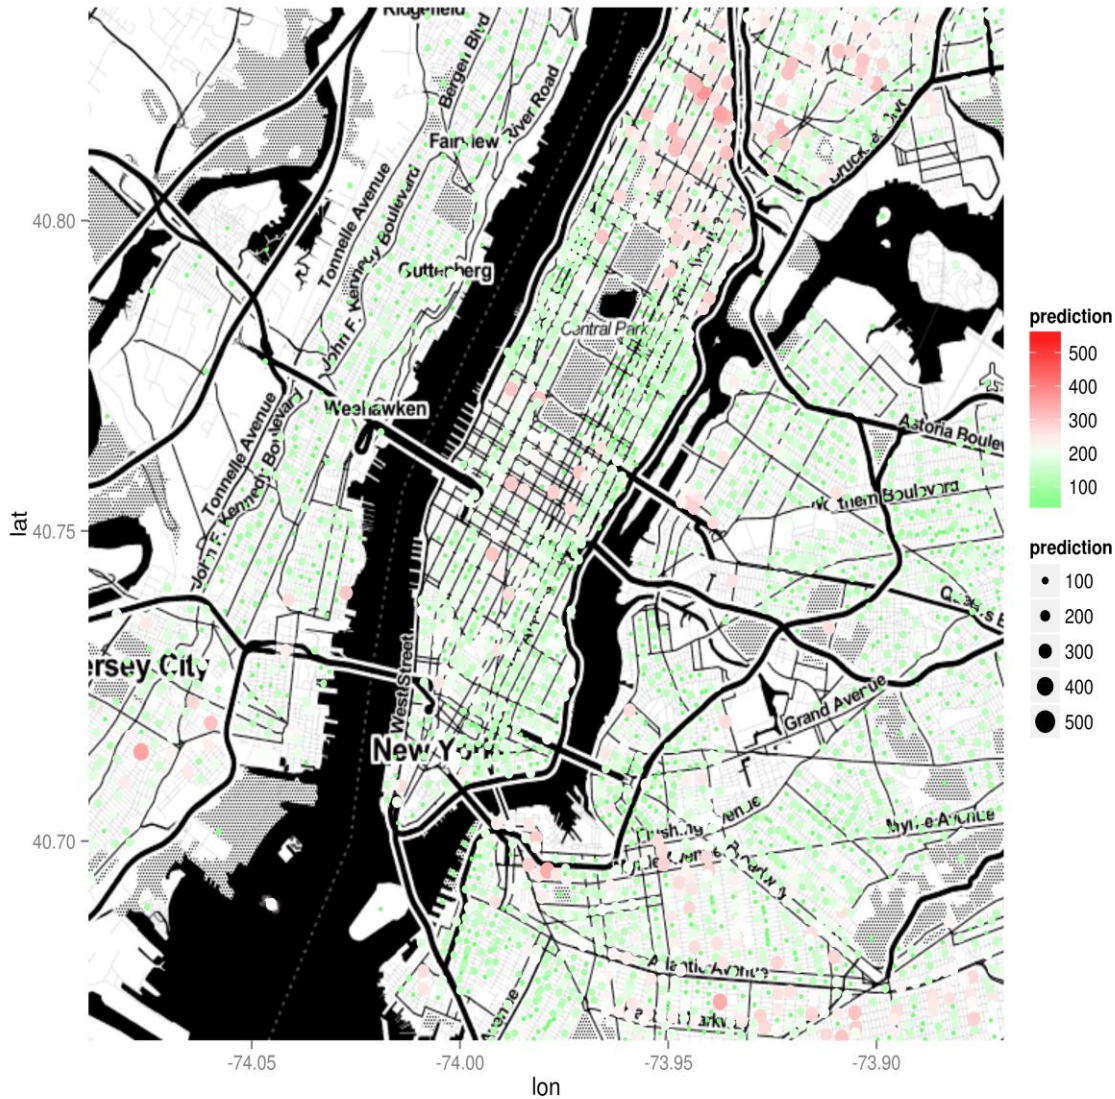 Ridgefield
Bergen Blvd
River Road
Fairview
Tonnelle Avenue
John F. Kennedy Boulevard
Guttenberg
Central Park
Weehawken
Tonnelle Avenue
John F. Kennedy Boulevard
Astoria Boulev
Northern Boulevard
West Street
ersey City
New York
Grand Avenue
Flushing Avenue
Myrtle Avenue
Atlantic Avenue
40.80
40.75
40.70
lat
-74.05
-74.00
-73.95
-73.90
lon
prediction
500
400
300
200
100
prediction
100
200
300
400
500